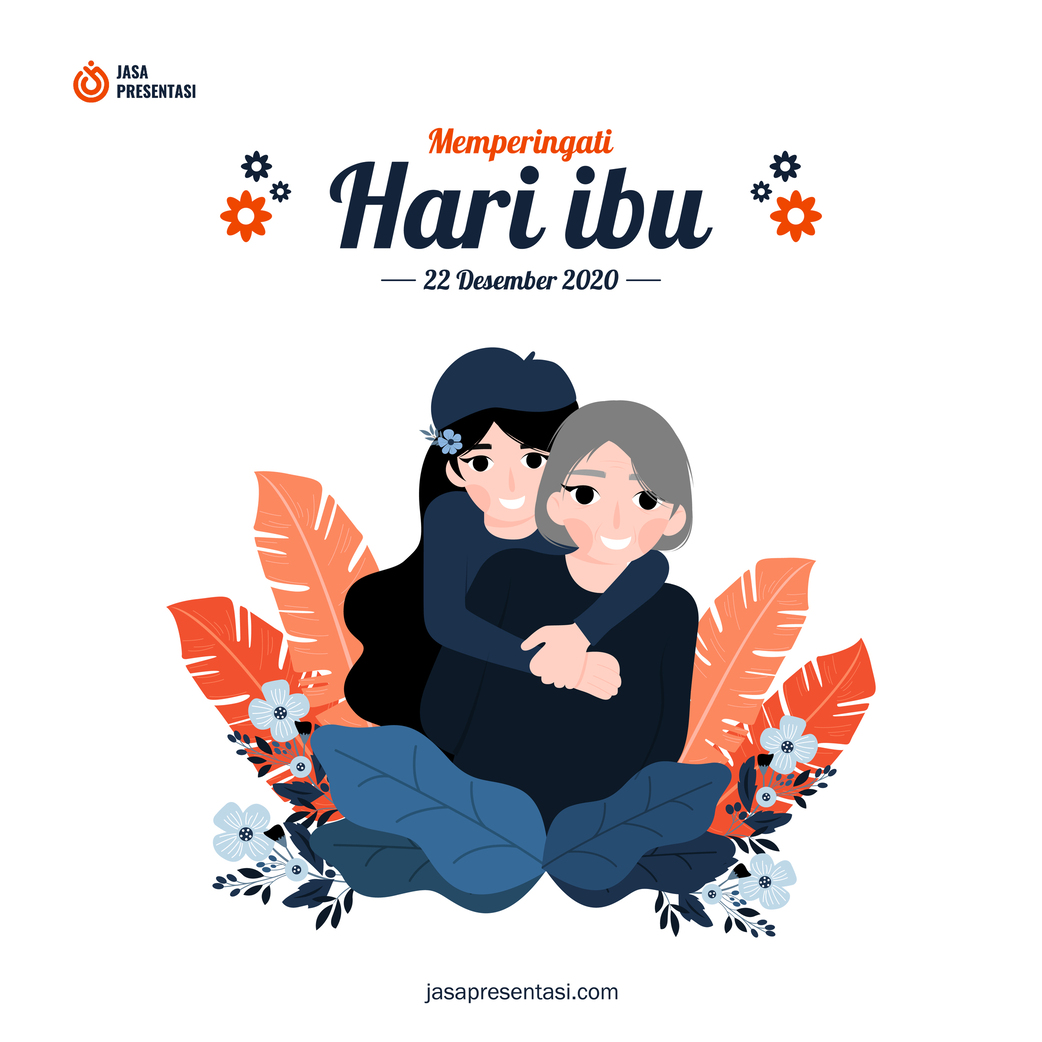 JASA
PRESENTASI
Memperingati
Hari ibu
22 Desember 2020
jasapresentasi.com